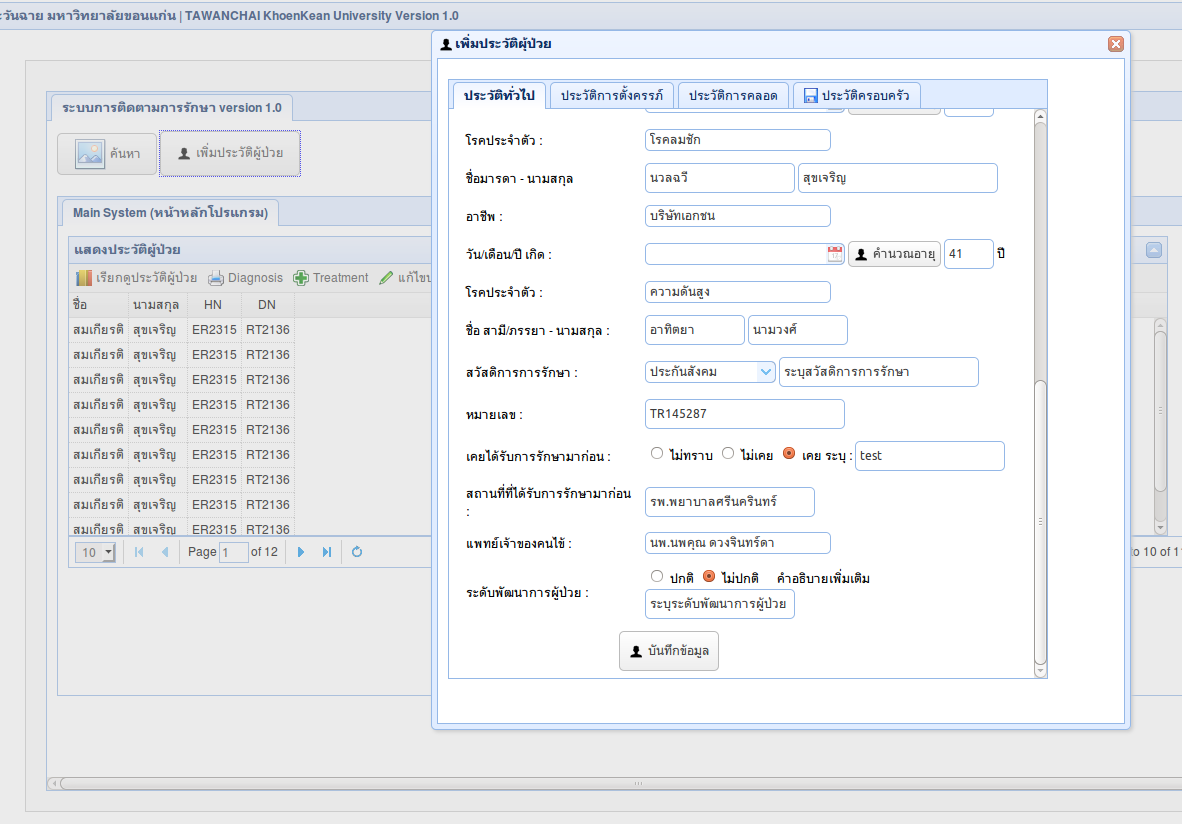 ะวันฉาย มหาวิทยาลัยขอนแก่น | TAWANCHAI KhoenKean University Version 1.0
ระบบการติดตามการรักษา version 1.0
ค้นหา
เพิ่มประวัติผู้ป่วย
Main System (หน้าหลักโปรแกรม)
แสดงประวัติผู้ป่วย
เรียกดูประวัติผู้ป่วย Diagnosis Treatment แก้ไข
ชื่อ นามสกุล HN DN
สมเกียรติ สุขเจริญ ER2315 RT2136
สมเกียรติ สุขเจริญ ER2315 RT2136
สมเกียรติ สุขเจริญ ER2315 RT2136
สมเกียรติ สุขเจริญ ER2315 RT2136
สมเกียรติ สุขเจริญ ER2315 RT2136
สมเกียรติ สุขเจริญ ER2315 RT2136
สมเกียรติ สุขเจริญ ER2315 RT2136
สมเกียรติ สุขเจริญ ER2315 RT2136
สมเกียรติ สุขเจริญ ER2315 RT2136
10 Page 1 of 12
to 10 of 11
เพิ่มประวัติผู้ป่วย
ประวัติทั่วไป ประวัติการตั้งครรภ์ ประวัติการคลอด ประวัติครอบครัว
โรคประจำตัว : โรคลมชัก
ชื่อมารดา - นามสกุล นวลฉวี สุขเจริญ
อาชีพ : บริษัทเอกชน
วัน/เดือน/ปี เกิด : คำนวณอายุ 41 ปี
โรคประจำตัว : ความดันสูง
ชื่อ สามี/ภรรยา - นามสกุล : อาทิตยา นามวงศ์
สวัสดิการการรักษา : ประกันสังคม ระบุสวัสดิการการรักษา
หมายเลข : TR145287
เคยได้รับการรักษามาก่อน : ไม่ทราบ ไม่เคย เคย ระบุ : test
สถานที่ที่ได้รับการรักษามาก่อน
: รพ.พยาบาลศรีนครินทร์
แพทย์เจ้าของคนไข้ : นพ.นพคุณ ดวงจินทร์ดา
ระดับพัฒนาการผู้ป่วย : ปกติ ไม่ปกติ คำอธิบายเพิ่มเติม
ระบุระดับพัฒนาการผู้ป่วย
บันทึกข้อมูล